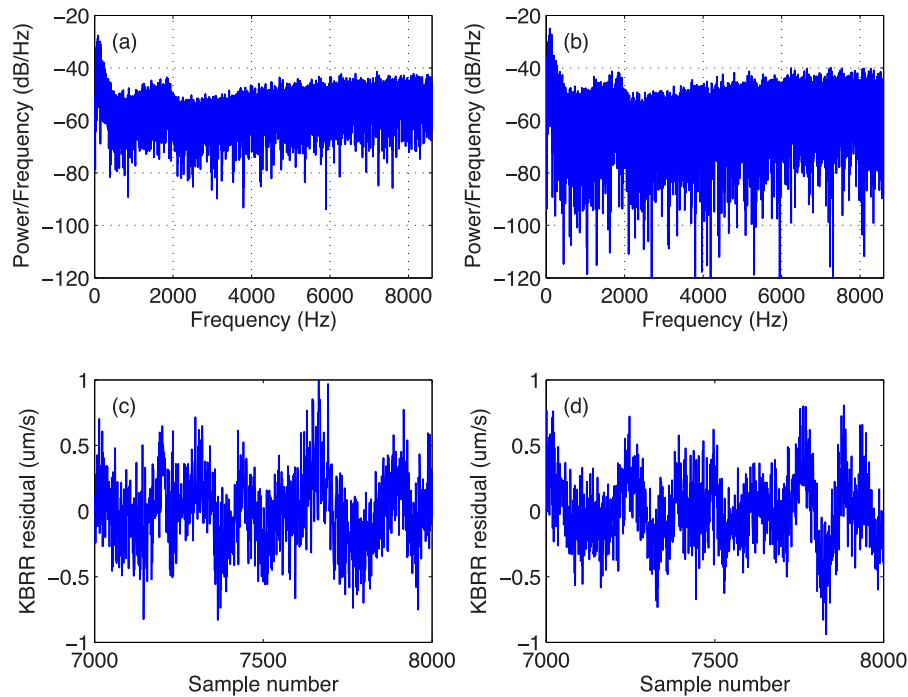 (a)
Power/Frequency (dB/Hz)
−20
−40
−60
−80
−100
−120
0 2000 4000 6000 8000
Frequency (Hz)
(b)
Power/Frequency (dB/Hz)
−20
−40
−60
−80
−100
−120
0 2000 4000 6000 8000
Frequency (Hz)
(c)
KBRR residual (um/s)
1
0.5
0
−0.5
−1
7000 7500 8000
Sample number
(d)
KBRR residual (um/s)
1
0.5
0
−0.5
−1
7000 7500 8000
Sample number